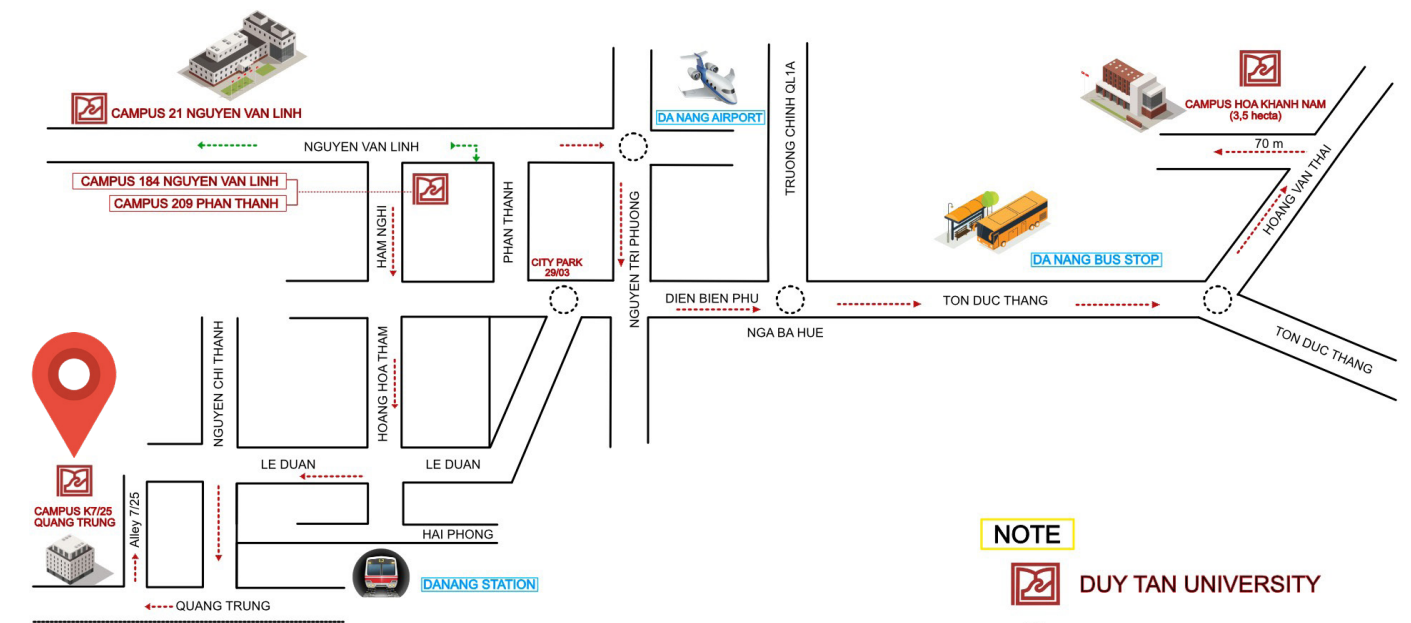 CAMPUS 21 NGUYEN VAN LINH
DA NANG AIRPORT
TRUONG CHINH QL1A
CAMPUS HOA KHANH NAM
(3,5 hecta)
NGUYEN VAN LINH
70 m
HOANG VAN THAI
CAMPUS 184 NGUYEN VAN LINH
CAMPUS 209 PHAN THANH
HAM NGHI
PHAN THANH
NGUYEN TRI PHUONG
CITY PARK
29/03
DA NANG BUS STOP
DIEN BIEN PHU
TON DUC THANG
NGA BA HUE
TON DUC THANG
NGUYEN CHI THANH
HOANG HOA THAM
LE DUAN
LE DUAN
CAMPUS K7/25
QUANG TRUNG
Alley 7/25
HAI PHONG
DANANG STATION
QUANG TRUNG
NOTE
DUY TAN UNIVERSITY